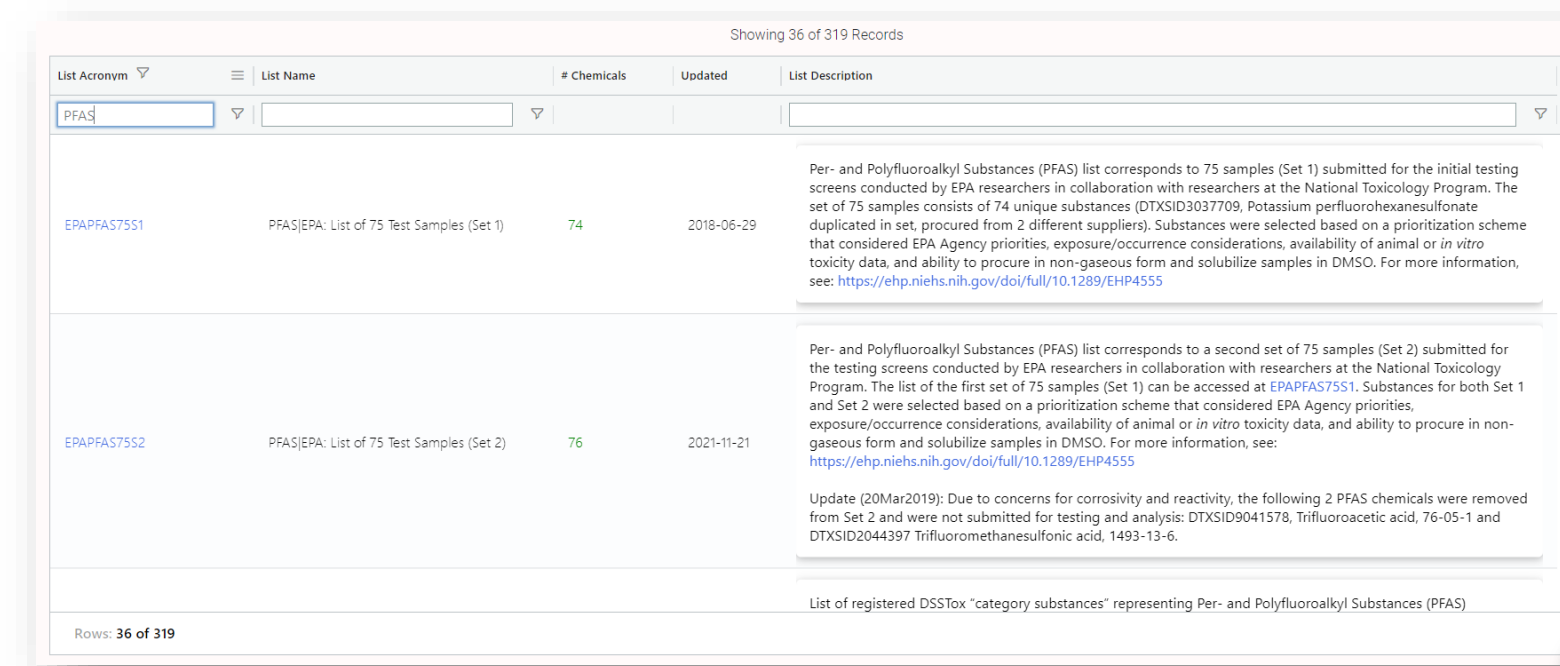 Showing 36 of 319 Records
List Acronym List Name # Chemicals Updated List Description
PFAS
Per- and Polyfluoroalkyl Substances (PFAS) list corresponds to 75 samples (Set 1) submitted for the initial testing
screens conducted by EPA researchers in collaboration with researchers at the National Toxicology Program. The
set of 75 samples consists of 74 unique substances (DTXSID3037709, Potassium perfluorohexanesulfonate
EPAPFAS75S1 PFAS|EPA: List of 75 Test Samples (Set 1) 74 2018-06-29 duplicated in set, procured from 2 different suppliers). Substances were selected based on a prioritization scheme
that considered EPA Agency priorities, exposure/occurrence considerations, availability of animal or in vitro
toxicity data, and ability to procure in non-gaseous form and solubilize samples in DMSO. For more information,
see: https://ehp.niehs.nih.gov/doi/full/10.1289/EHP4555
Per- and Polyfluoroalkyl Substances (PFAS) list corresponds to a second set of 75 samples (Set 2) submitted for
the testing screens conducted by EPA researchers in collaboration with researchers at the National Toxicology
Program. The list of the first set of 75 samples (Set 1) can be accessed at EPAPFAS75S1. Substances for both Set 1
and Set 2 were selected based on a prioritization scheme that considered EPA Agency priorities,
EPAPFAS75S2 PFAS|EPA: List of 75 Test Samples (Set 2) 76 2021-11-21 exposure/occurrence considerations, availability of animal or in vitro toxicity data, and ability to procure in non-
gaseous form and solubilize samples in DMSO. For more information, see:
https://ehp.niehs.nih.gov/doi/full/10.1289/EHP4555
Update (20Mar2019): Due to concerns for corrosivity and reactivity, the following 2 PFAS chemicals were removed
from Set 2 and were not submitted for testing and analysis: DTXSID9041578, Trifluoroacetic acid, 76-05-1 and
DTXSID2044397 Trifluoromethanesulfonic acid, 1493-13-6.
List of registered DSSTox “category substances” representing Per- and Polyfluoroalkyl Substances (PFAS)
Rows: 36 of 319